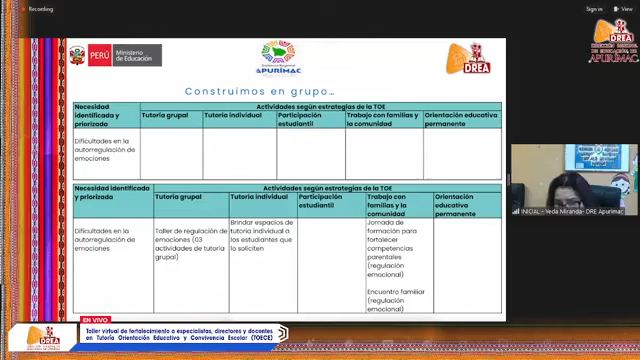 Recording
Sign in
View
PERÚ
Ministerio
de Educación
APURÍMAC
DREA
DREA
DIRECCIÓN REGIONAL
DE EDUCACIÓN DE
APURÍMAC
Construimos en grupo…
Necesidad identificada y priorizada
Actividades según estrategias de la TOE
Tutoría grupal
Tutoría individual
Participación estudiantil
Trabajo con familias y la comunidad
Orientación educativa permanente
Dificultades en la autorregulación de emociones
Necesidad identificada y priorizada
Actividades según estrategias de la TOE
Tutoría grupal
Tutoría individual
Participación estudiantil
Trabajo con familias y la comunidad
Orientación educativa permanente
Dificultades en la autorregulación de emociones
Taller de regulación de emociones (03 actividades de tutoría grupal)
Brindar espacios de tutoría individual a los estudiantes que lo soliciten
Jornada de formación para fortalecer competencias parentales (regulación emocional)
Encuentro familiar (regulación emocional)
INICIAL - Yeda Miranda- DRE Apurimac
EN VIVO
DREA
Taller virtual de fortalecimiento a especialistas, directores y docentes
en Tutoría Orientación Educativa y Convivencia Escolar (TOECE)